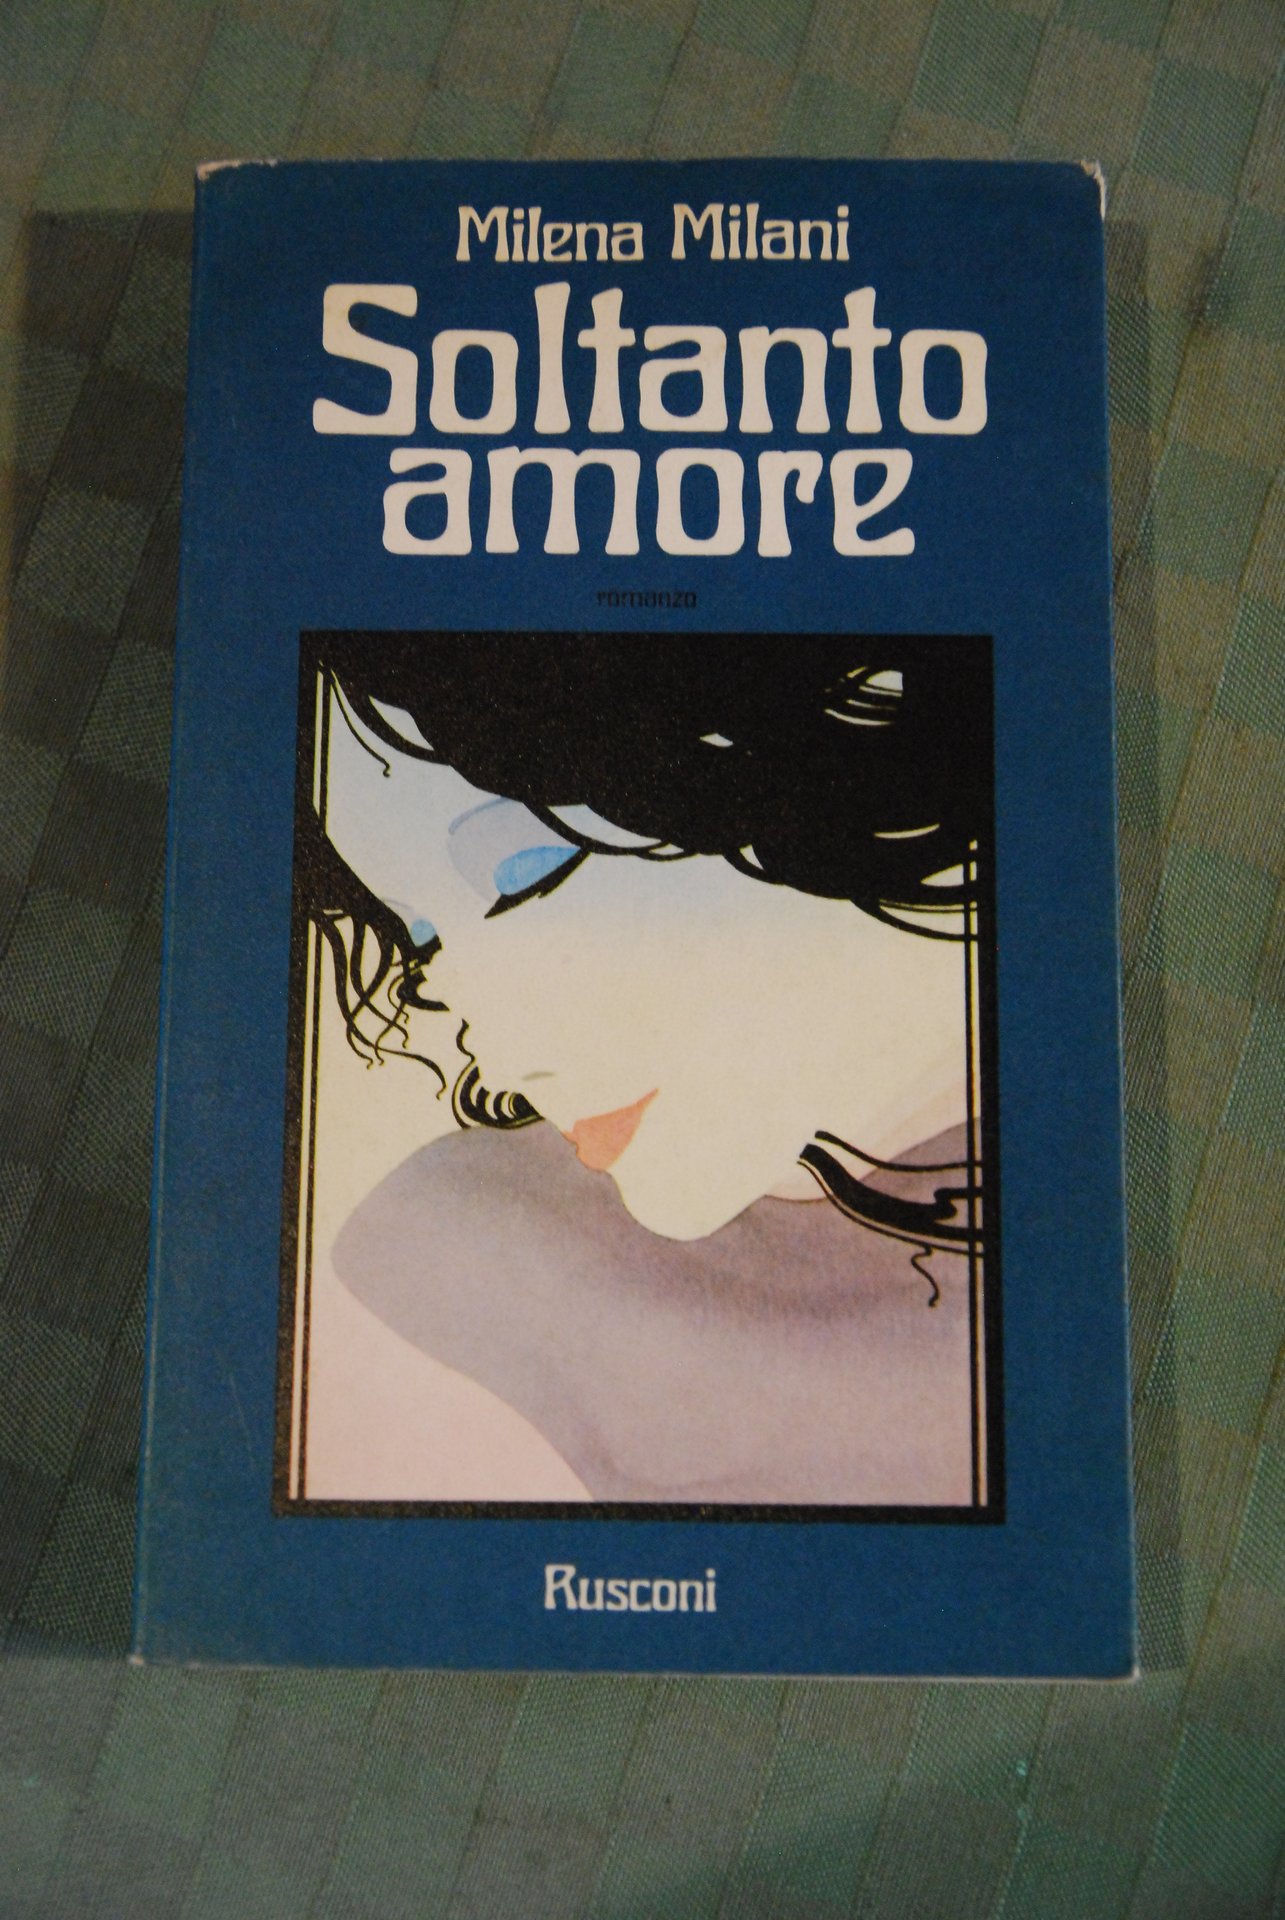 Milena Milani
Soltanto
amore
romanzo
Rusconi